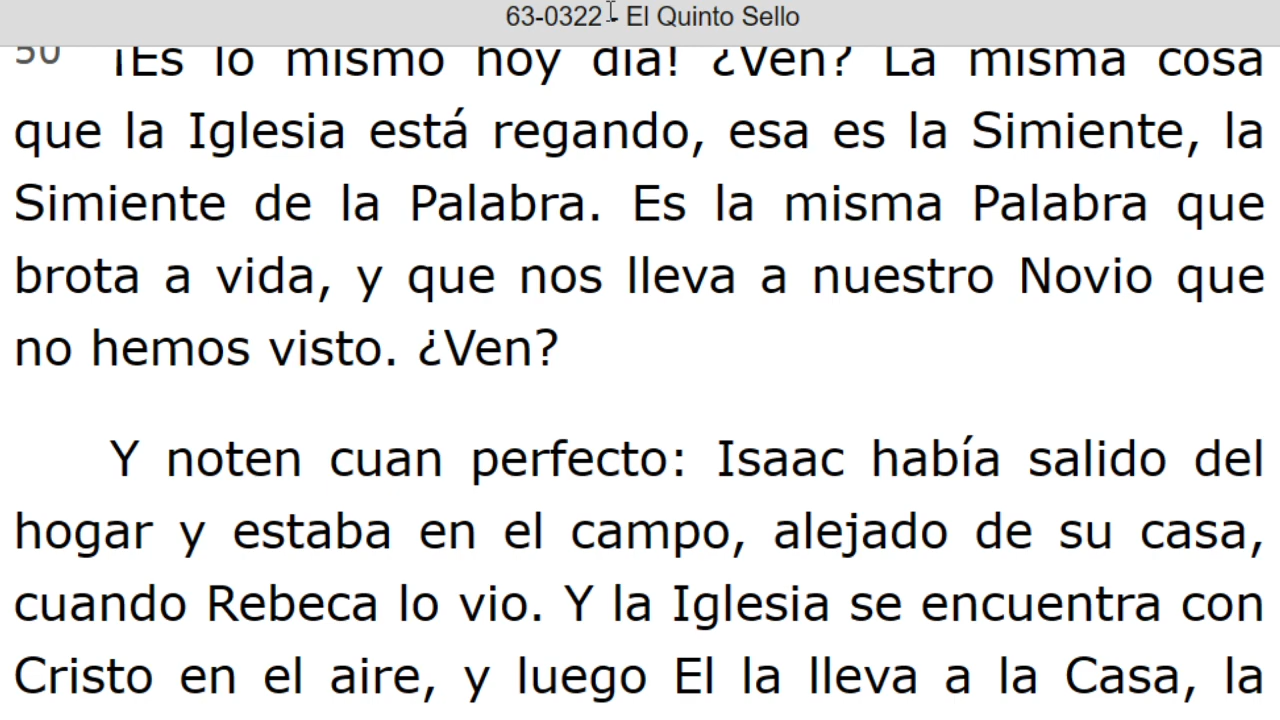 63-0322 - El Quinto Sello
50 ¡Es lo mismo hoy día! ¿Ven? La misma cosa
que la Iglesia está regando, esa es la Simiente, la
Simiente de la Palabra. Es la misma Palabra que
brota a vida, y que nos lleva a nuestro Novio que
no hemos visto. ¿Ven?
Y noten cuan perfecto: Isaac había salido del
hogar y estaba en el campo, alejado de su casa,
cuando Rebeca lo vio. Y la Iglesia se encuentra con
Cristo en el aire, y luego El la lleva a la Casa, la